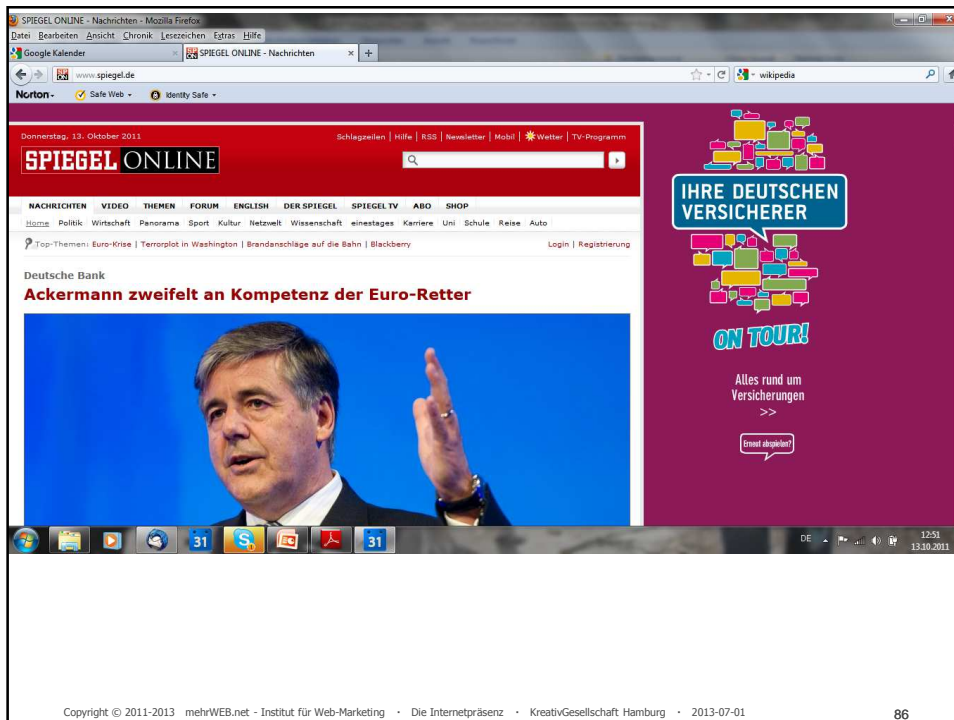 SPIEGEL ONLINE - Nachrichten - Mozilla Firefox
Datei Bearbeiten Ansicht Chronik Lesezeichen Extras Hilfe
Google Kalender × SPIEGEL ONLINE - Nachrichten × +
www.spiegel.de wikipedia
Norton Safe Web Identity Safe
Donnerstag, 13. Oktober 2011 Schlagzeilen | Hilfe | RSS | Newsletter | Mobil | Wetter | TV-Programm
SPIEGEL ONLINE
NACHRICHTEN VIDEO THEMEN FORUM ENGLISH DER SPIEGEL SPIEGEL TV ABO SHOP
Home Politik Wirtschaft Panorama Sport Kultur Netzwelt Wissenschaft einestages Karriere Uni Schule Reise Auto
Top-Themen: Euro-Krise | Terrorplot in Washington | Brandanschläge auf die Bahn | Blackberry Login | Registrierung
Deutsche Bank
Ackermann zweifelt an Kompetenz der Euro-Retter
IHRE DEUTSCHEN
VERSICHERER
ON TOUR!
Alles rund um
Versicherungen
>>
Erneut abspielen?
31 31 DE 12:51
13.10.2011
Copyright © 2011-2013 mehrWEB.net - Institut für Web-Marketing · Die Internetpräsenz · KreativGesellschaft Hamburg · 2013-07-01 86